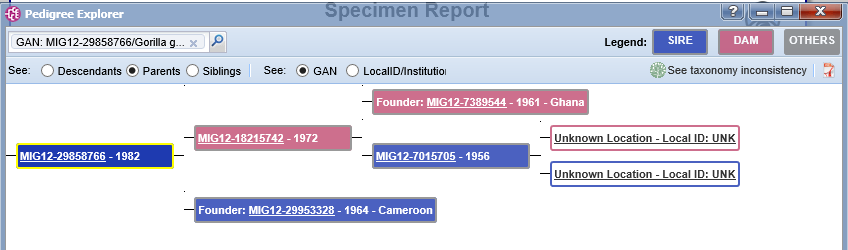 Pedigree Explorer
Specimen Report
?
GAN: MIG12-29858766/Gorilla g... ×
Legend: SIRE DAM OTHERS
See: Descendants Parents Siblings See: GAN LocalID/Institution
See taxonomy inconsistency
Founder: MIG12-7389544 - 1961 - Ghana
MIG12-18215742 - 1972
Unknown Location - Local ID: UNK
MIG12-29858766 - 1982
MIG12-7015705 - 1956
Unknown Location - Local ID: UNK
Founder: MIG12-29953328 - 1964 - Cameroon